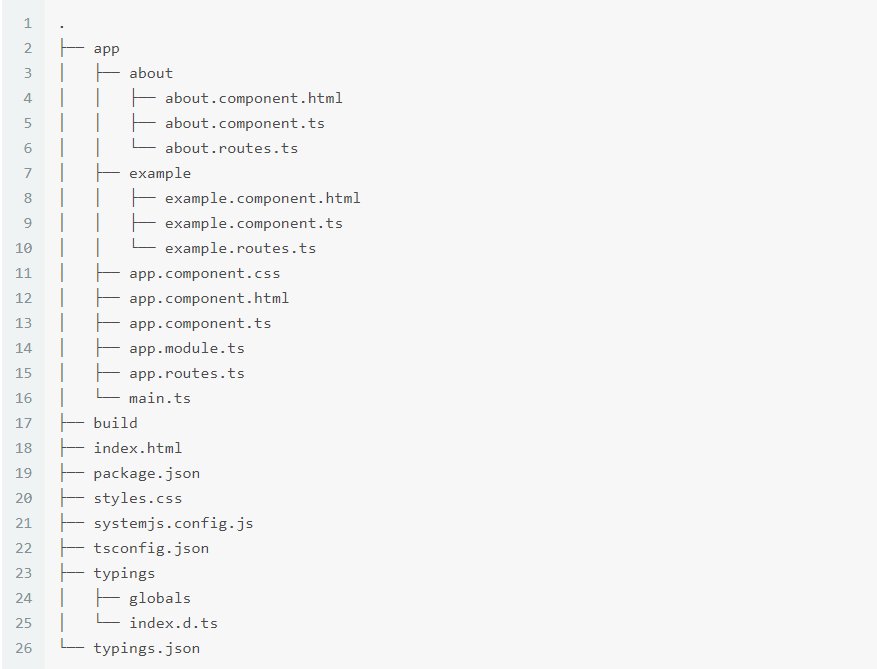 1 .
2 ├── app
3 │   ├── about
4 │   │   ├── about.component.html
5 │   │   ├── about.component.ts
6 │   │   └── about.routes.ts
7 │   ├── example
8 │   │   ├── example.component.html
9 │   │   ├── example.component.ts
10 │   │   └── example.routes.ts
11 │   ├── app.component.css
12 │   ├── app.component.html
13 │   ├── app.component.ts
14 │   ├── app.module.ts
15 │   ├── app.routes.ts
16 │   └── main.ts
17 ├── build
18 ├── index.html
19 ├── package.json
20 ├── styles.css
21 ├── systemjs.config.js
22 ├── tsconfig.json
23 ├── typings
24 │   ├── globals
25 │   └── index.d.ts
26 └── typings.json